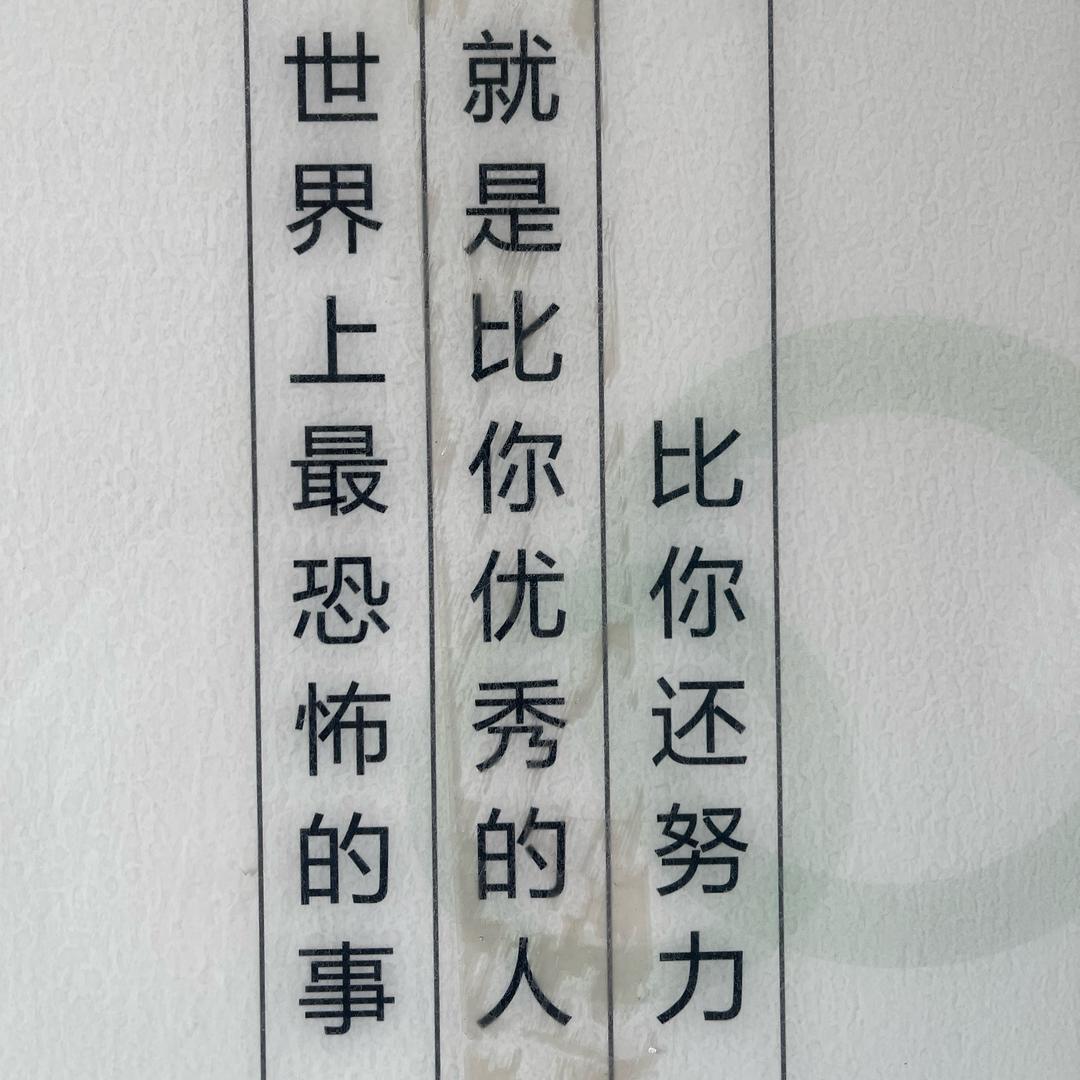 世界上最恐怖的事
就是比你优秀的人
比你还努力